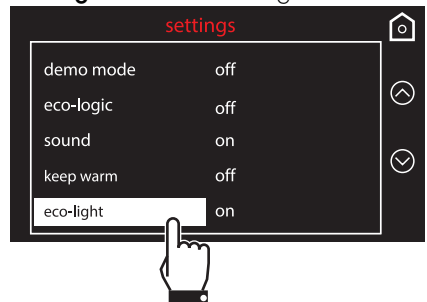 settings
demo mode off
eco-logic off
sound on
keep warm off
eco-light on